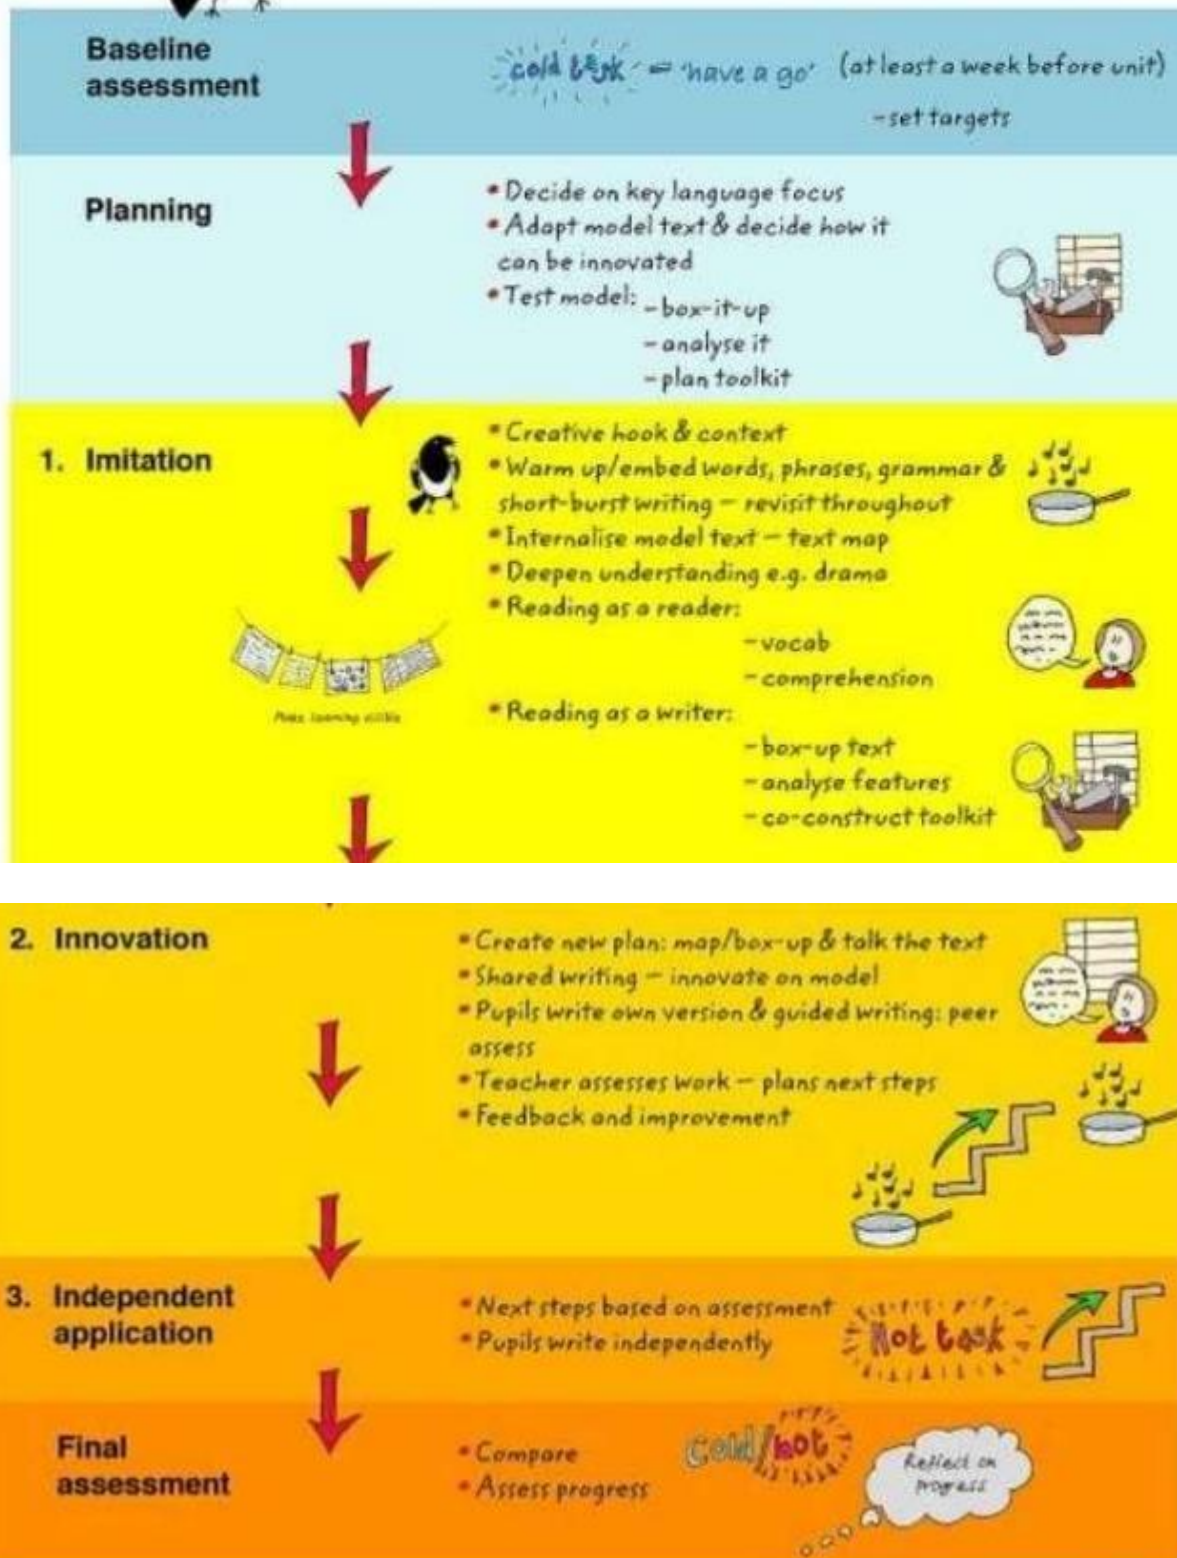 Baseline
assessment
cold task = 'have a go' (at least a week before unit)
- set targets
Planning
• Decide on key language focus
• Adapt model text & decide how it
can be innovated
• Test model: - box-it-up
- analyse it
- plan toolkit
1. Imitation
• Creative hook & context
• Warm up/embed words, phrases, grammar &
short-burst writing – revisit throughout
• Internalise model text – text map
• Deepen understanding e.g. drama
• Reading as a reader:
- vocab
- comprehension
Make learning visible
• Reading as a writer:
- box-up text
- analyse features
- co-construct toolkit
2. Innovation
• Create new plan: map/box-up & talk the text
• Shared writing – innovate on model
• Pupils write own version & guided writing: peer
assess
• Teacher assesses work – plans next steps
• Feedback and improvement
3. Independent
application
• Next steps based on assessment
• Pupils write independently
Hot task
Final
assessment
• Compare
• Assess progress
Cold/hot
Reflect on
progress